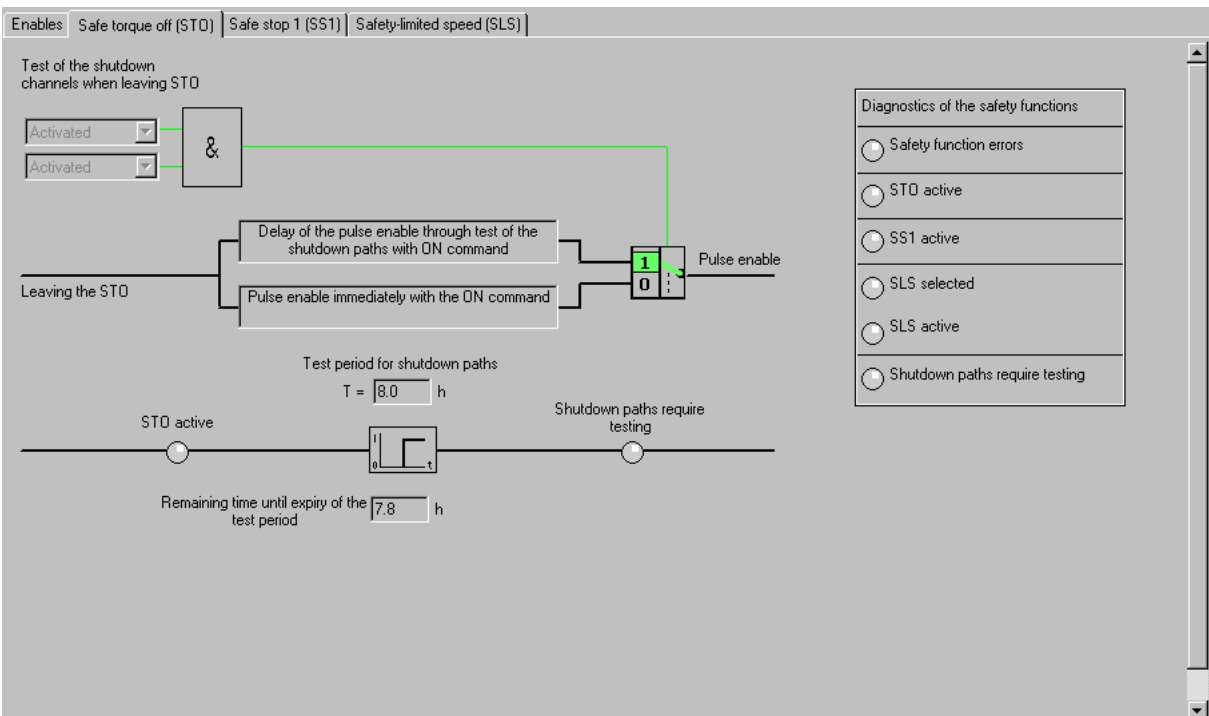 Enables
Safe torque off (STO)
Safe stop 1 (SS1)
Safety-limited speed (SLS)
Test of the shutdown
channels when leaving STO
Activated
Activated
&
Delay of the pulse enable through test of the
shutdown paths with ON command
Leaving the STO
Pulse enable immediately with the ON command
1
0
Pulse enable
Test period for shutdown paths
T = 8.0 h
STO active
1
0
t
Shutdown paths require
testing
Remaining time until expiry of the
test period
7.8 h
Diagnostics of the safety functions
Safety function errors
STO active
SS1 active
SLS selected
SLS active
Shutdown paths require testing